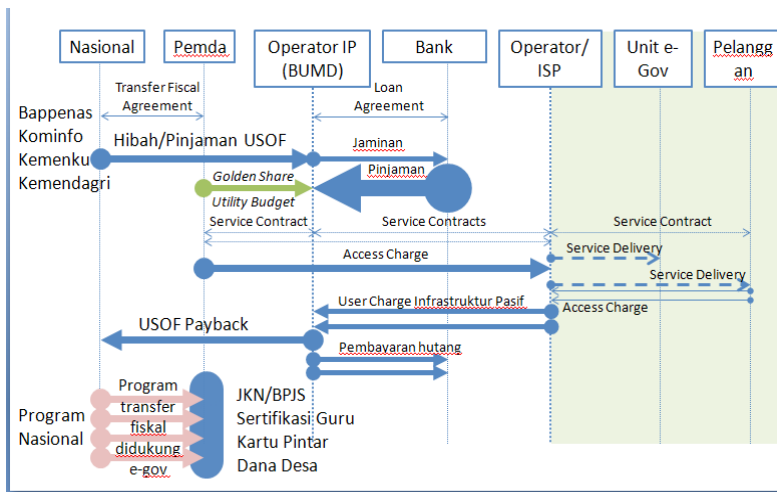 Nasional
Pemda
Operator IP
(BUMD)
Bank
Operator/
ISP
Unit e-
Gov
Pelangg
an
Transfer Fiscal
Agreement
Loan
Agreement
Bappenas
Kominfo
Kemenku
Kemendagri
Hibah/Pinjaman USOF
Jaminan
Golden Share
Pinjaman
Utility Budget
Service Contract
Service Contracts
Service Contract
Service Delivery
Access Charge
Service Delivery
User Charge Infrastruktur Pasif
Access Charge
USOF Payback
Pembayaran hutang
Program
Nasional
Program
transfer
fiskal
didukung
e-gov
JKN/BPJS
Sertifikasi Guru
Kartu Pintar
Dana Desa